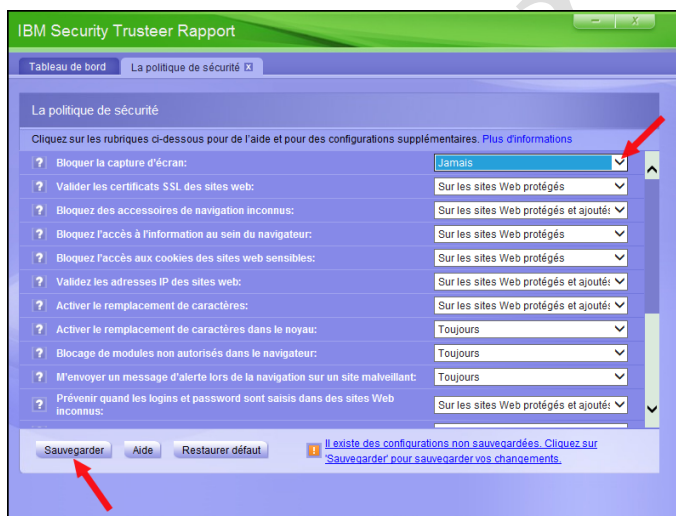 IBM Security Trusteer Rapport
Tableau de bord
La politique de sécurité
La politique de sécurité
Cliquez sur les rubriques ci-dessous pour de l'aide et pour des configurations supplémentaires. Plus d'informations
? Bloquer la capture d'écran: Jamais
? Valider les certificats SSL des sites web: Sur les sites Web protégés
? Bloquez des accessoires de navigation inconnus: Sur les sites Web protégés et ajoutés
? Bloquez l'accès à l'information au sein du navigateur: Sur les sites Web protégés
? Bloquez l'accès aux cookies des sites web sensibles: Sur les sites Web protégés
? Validez les adresses IP des sites web: Sur les sites Web protégés et ajoutés
? Activer le remplacement de caractères: Sur les sites Web protégés et ajoutés
? Activer le remplacement de caractères dans le noyau: Toujours
? Blocage de modules non autorisés dans le navigateur: Toujours
? M'envoyer un message d'alerte lors de la navigation sur un site malveillant: Toujours
? Prévenir quand les logins et password sont saisis dans des sites Web
inconnus: Sur les sites Web protégés et ajoutés
Sauvegarder
Aide
Restaurer défaut
Il existe des configurations non sauvegardées. Cliquez sur
'Sauvegarder' pour sauvegarder vos changements.